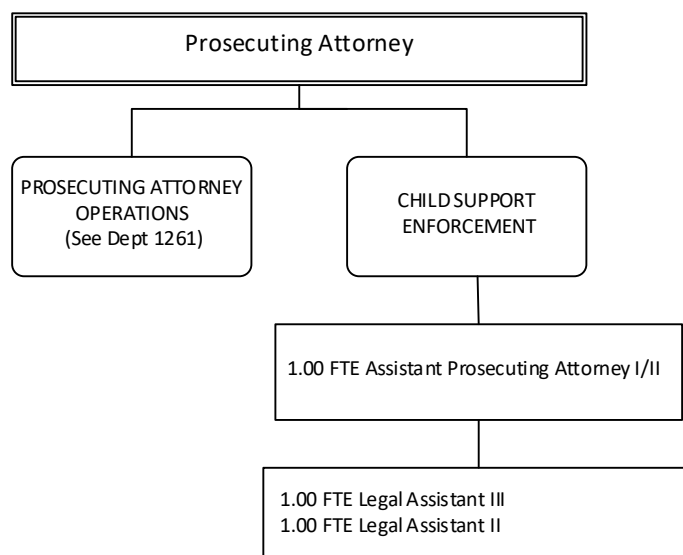 Prosecuting Attorney
PROSECUTING ATTORNEY
OPERATIONS
(See Dept 1261)
CHILD SUPPORT
ENFORCEMENT
1.00 FTE Assistant Prosecuting Attorney I/II
1.00 FTE Legal Assistant III
1.00 FTE Legal Assistant II